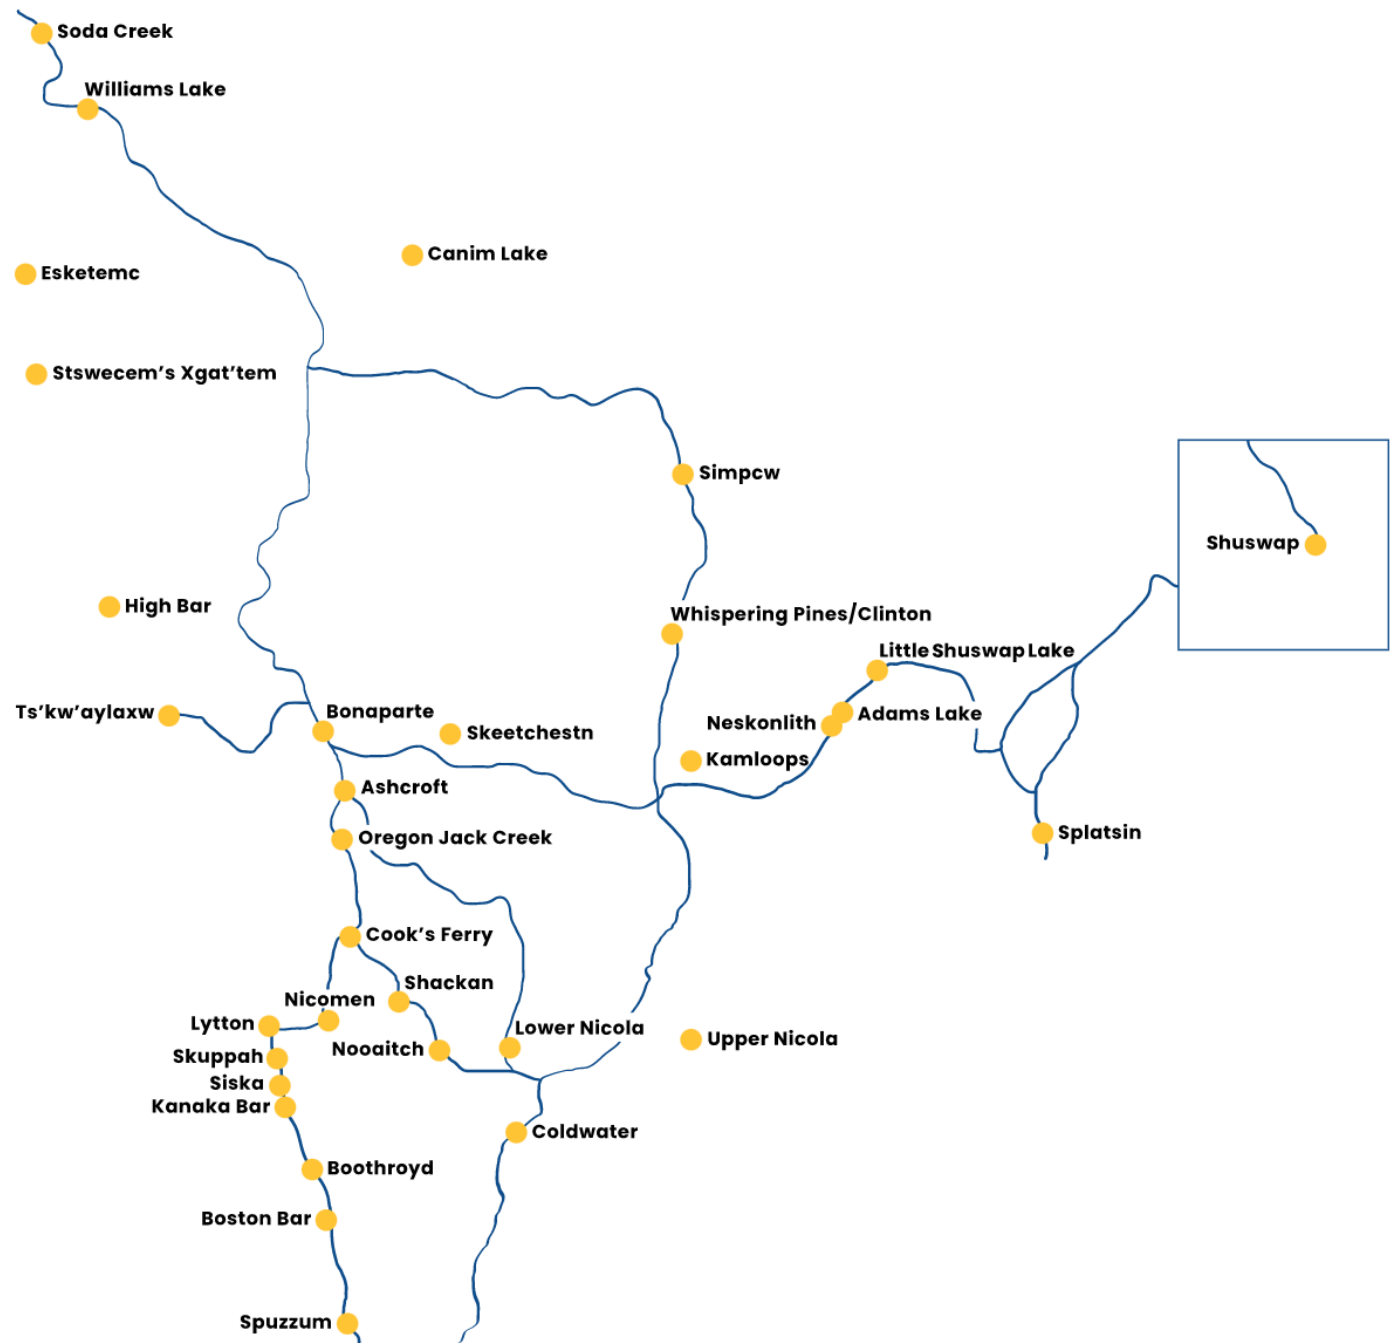 Soda Creek
Williams Lake
Canim Lake
Esketemc
Stswecem’s Xgat’tem
Simpcw
Shuswap
High Bar
Whispering Pines/Clinton
Little Shuswap Lake
Ts’kw’aylaxw
Bonaparte
Adams Lake
Neskonlith
Skeetchestn
Kamloops
Ashcroft
Splatsin
Oregon Jack Creek
Cook’s Ferry
Shackan
Nicomen
Lytton
Lower Nicola
Upper Nicola
Nooaitch
Skuppah
Siska
Kanaka Bar
Coldwater
Boothroyd
Boston Bar
Spuzzum